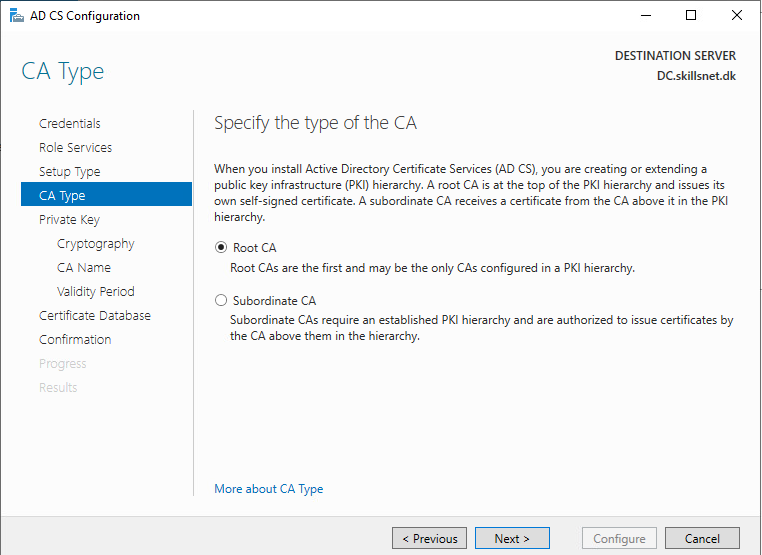 AD CS Configuration
CA Type
DESTINATION SERVER
DC.skillsnet.dk
Credentials
Role Services
Setup Type
CA Type
Private Key
Cryptography
CA Name
Validity Period
Certificate Database
Confirmation
Progress
Results
Specify the type of the CA
When you install Active Directory Certificate Services (AD CS), you are creating or extending a
public key infrastructure (PKI) hierarchy. A root CA is at the top of the PKI hierarchy and issues its
own self-signed certificate. A subordinate CA receives a certificate from the CA above it in the PKI
hierarchy.
Root CA
Root CAs are the first and may be the only CAs configured in a PKI hierarchy.
Subordinate CA
Subordinate CAs require an established PKI hierarchy and are authorized to issue certificates by
the CA above them in the hierarchy.
More about CA Type
< Previous
Next >
Configure
Cancel